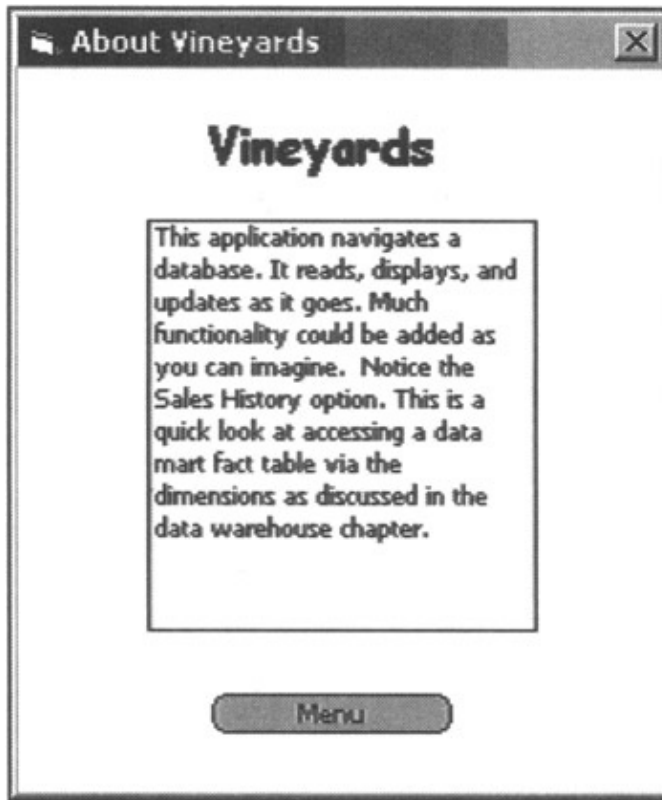 About Vineyards
Vineyards
This application navigates a
database. It reads, displays, and
updates as it goes. Much
functionality could be added as
you can imagine.  Notice the
Sales History option. This is a
quick look at accessing a data
mart fact table via the
dimensions as discussed in the
data warehouse chapter.
Menu